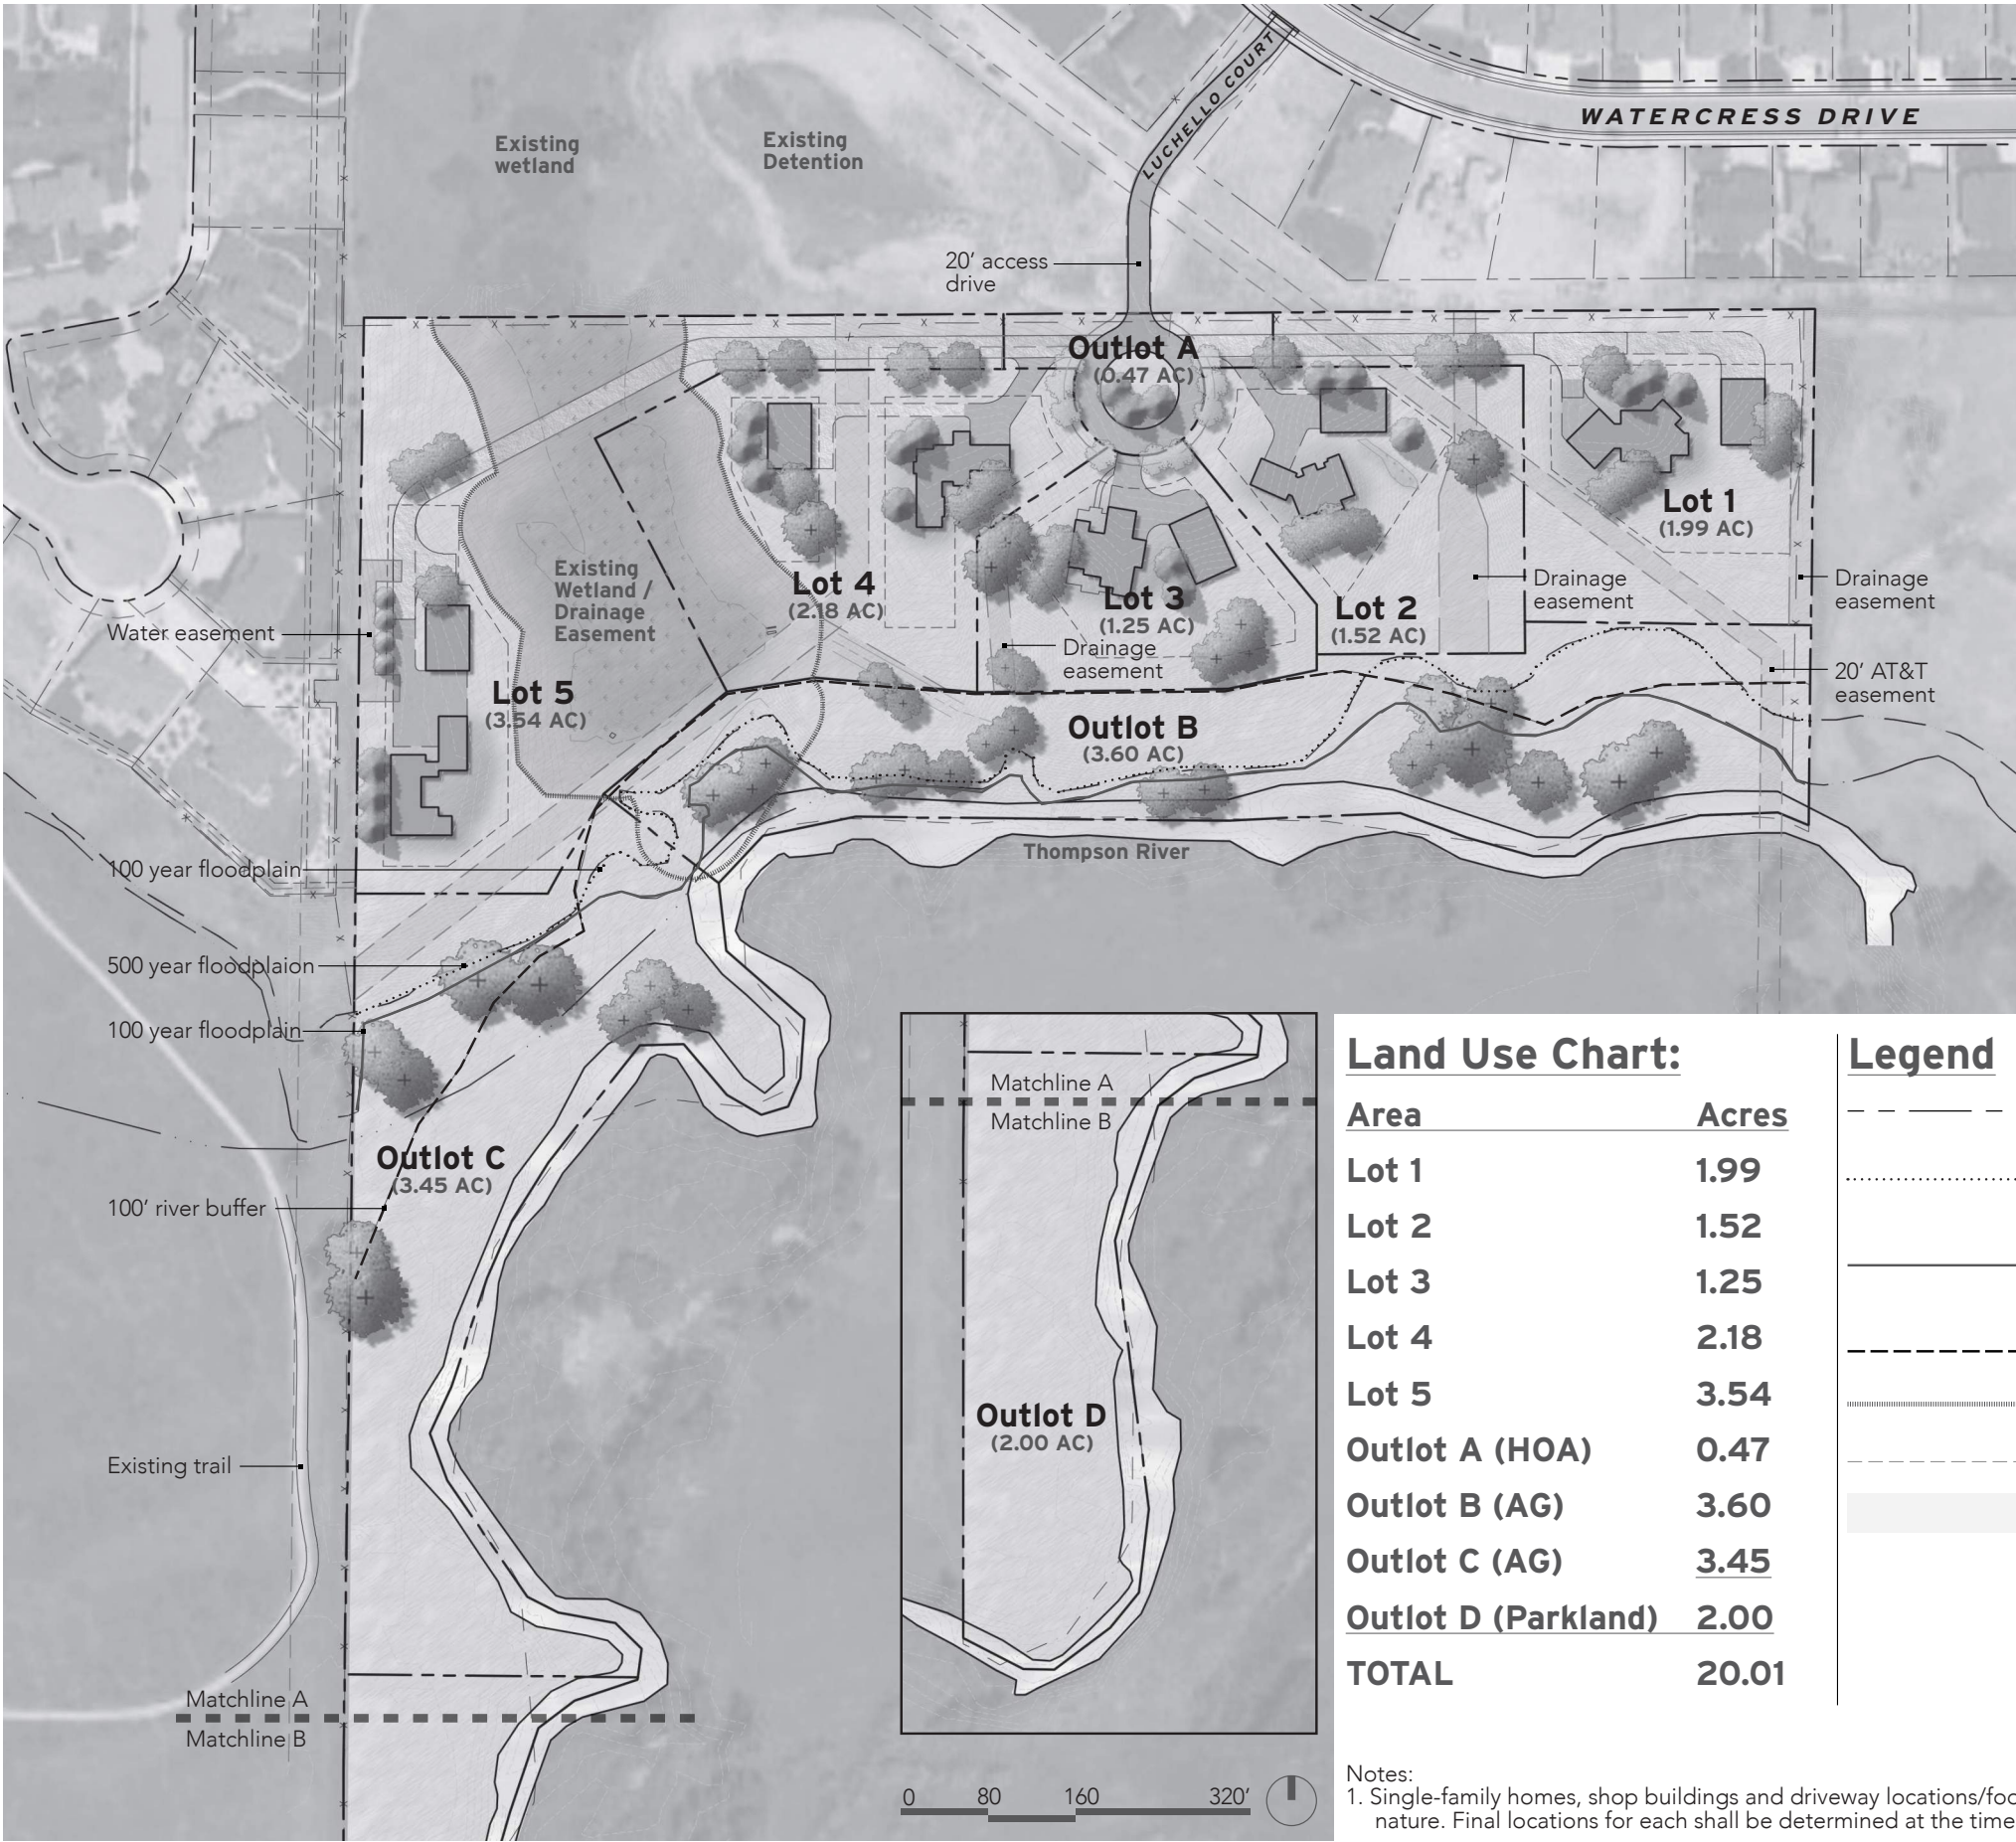 WATERCRESS DRIVE
LUCHELLO COURT
Existing
wetland
Existing
Detention
20' access
drive
Outlot A
(0.47 AC)
Lot 1
(1.99 AC)
Existing
Wetland /
Drainage
Easement
Lot 4
(2.18 AC)
Lot 3
(1.25 AC)
Lot 2
(1.52 AC)
Drainage
easement
Drainage
easement
Water easement
Drainage
easement
Lot 5
(3.54 AC)
20' AT&T
easement
Outlot B
(3.60 AC)
Thompson River
100 year floodplain
500 year floodplaion
100 year floodplain
Outlot C
(3.45 AC)
100' river buffer
Existing trail
Matchline A
Matchline B
Matchline A
Matchline B
Outlot D
(2.00 AC)
0 80 160 320'
Land Use Chart:
Area Acres
Lot 1 1.99
Lot 2 1.52
Lot 3 1.25
Lot 4 2.18
Lot 5 3.54
Outlot A (HOA) 0.47
Outlot B (AG) 3.60
Outlot C (AG) 3.45
Outlot D (Parkland) 2.00
TOTAL 20.01
Legend
Notes:
1. Single-family homes, shop buildings and driveway locations/foo
nature. Final locations for each shall be determined at the time